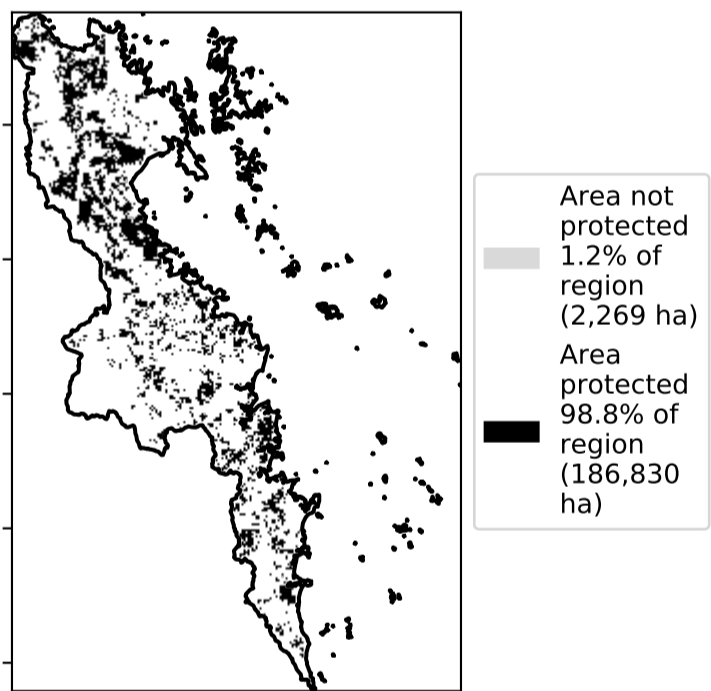 Area not
protected
1.2% of
region
(2,269 ha)
Area
protected
98.8% of
region
(186,830
ha)